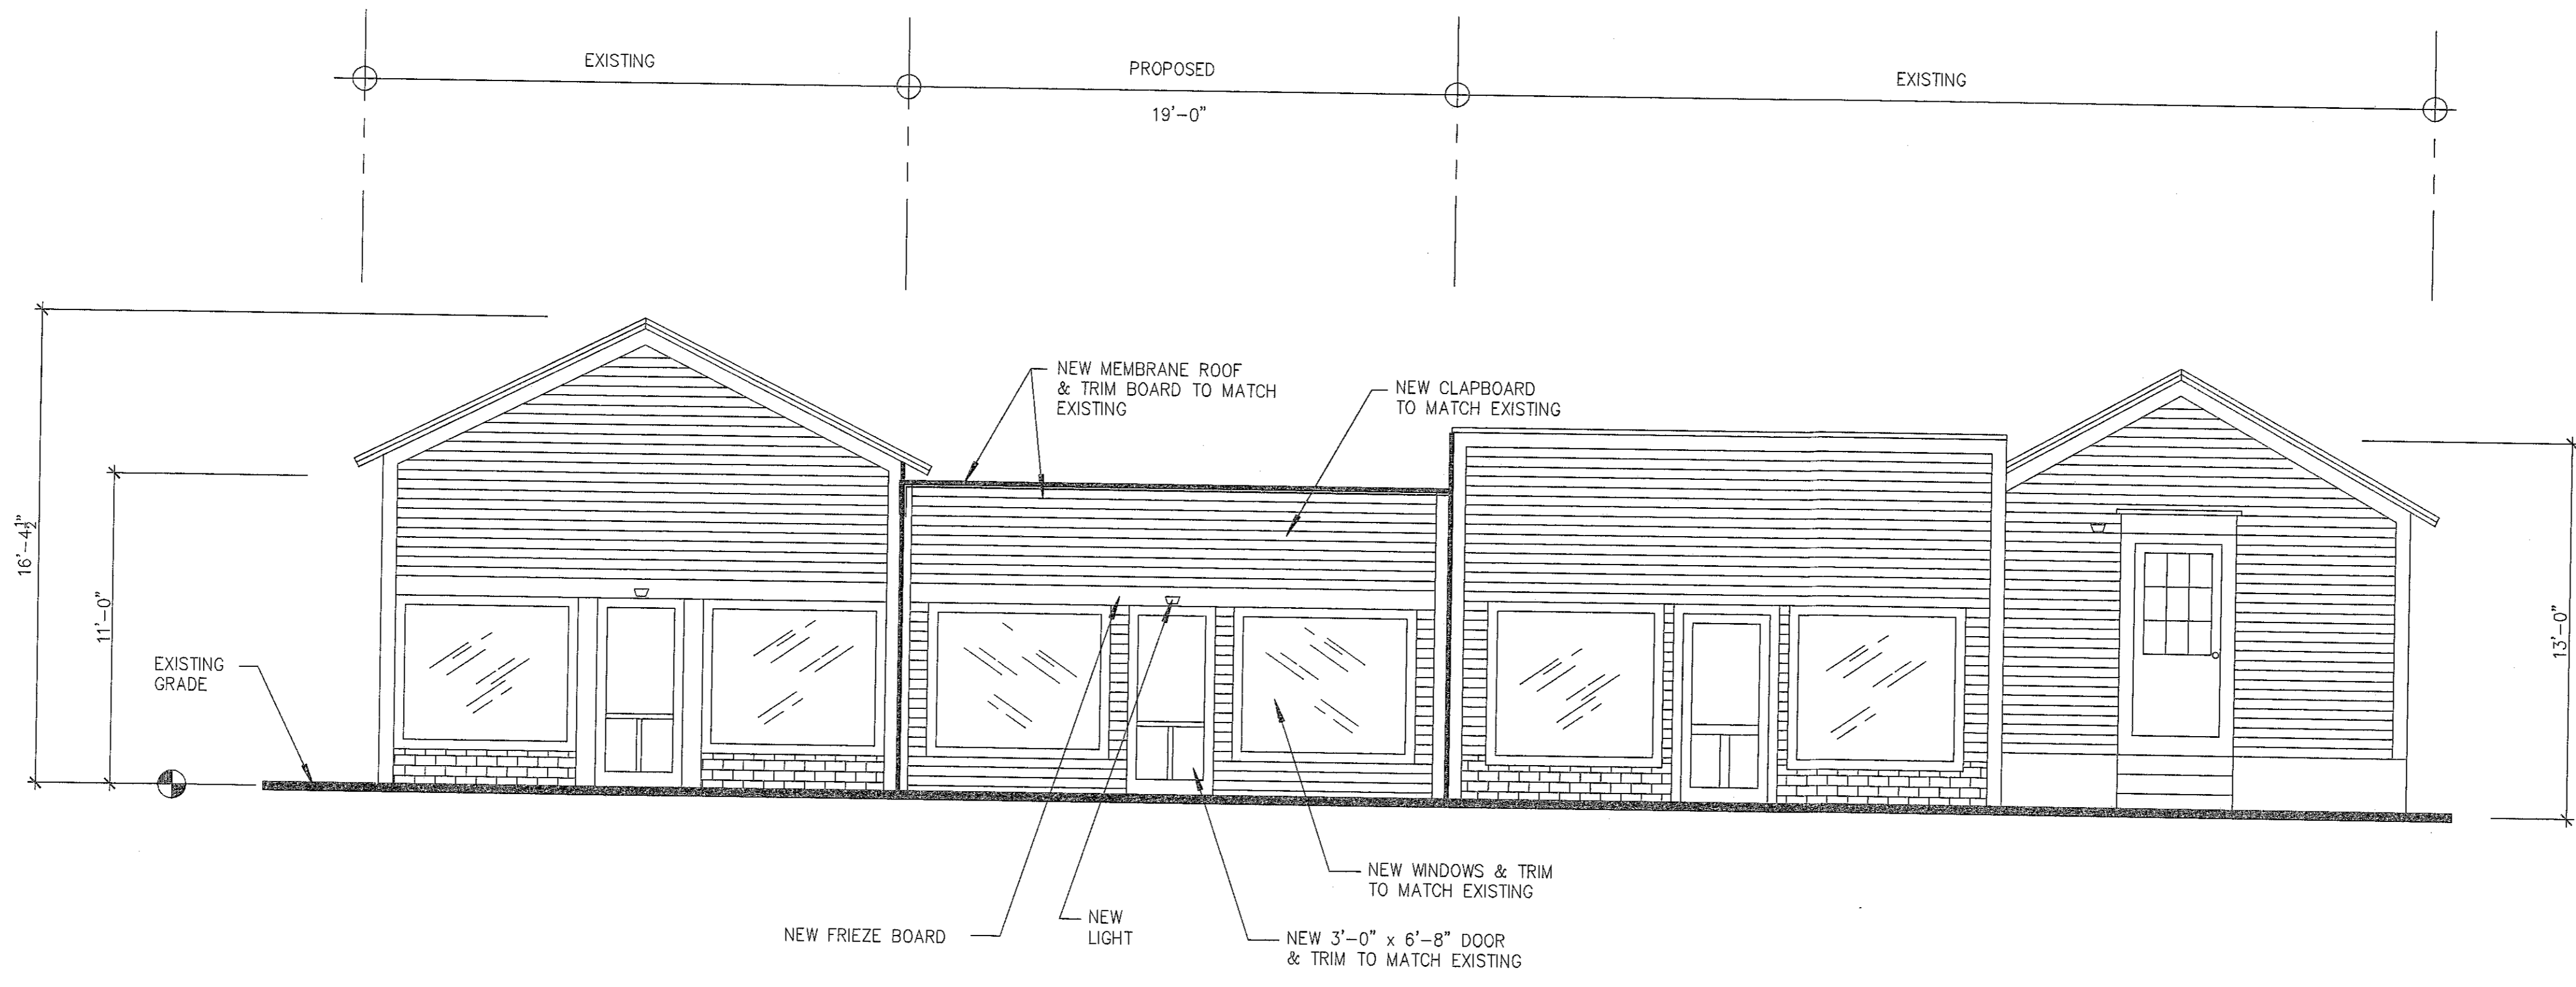 EXISTING
PROPOSED
EXISTING
19'-0"
NEW MEMBRANE ROOF
& TRIM BOARD TO MATCH
EXISTING
NEW CLAPBOARD
TO MATCH EXISTING
16'-4½"
11'-0"
13'-0"
EXISTING
GRADE
NEW WINDOWS & TRIM
TO MATCH EXISTING
NEW FRIEZE BOARD
NEW
LIGHT
NEW 3'-0" x 6'-8" DOOR
& TRIM TO MATCH EXISTING